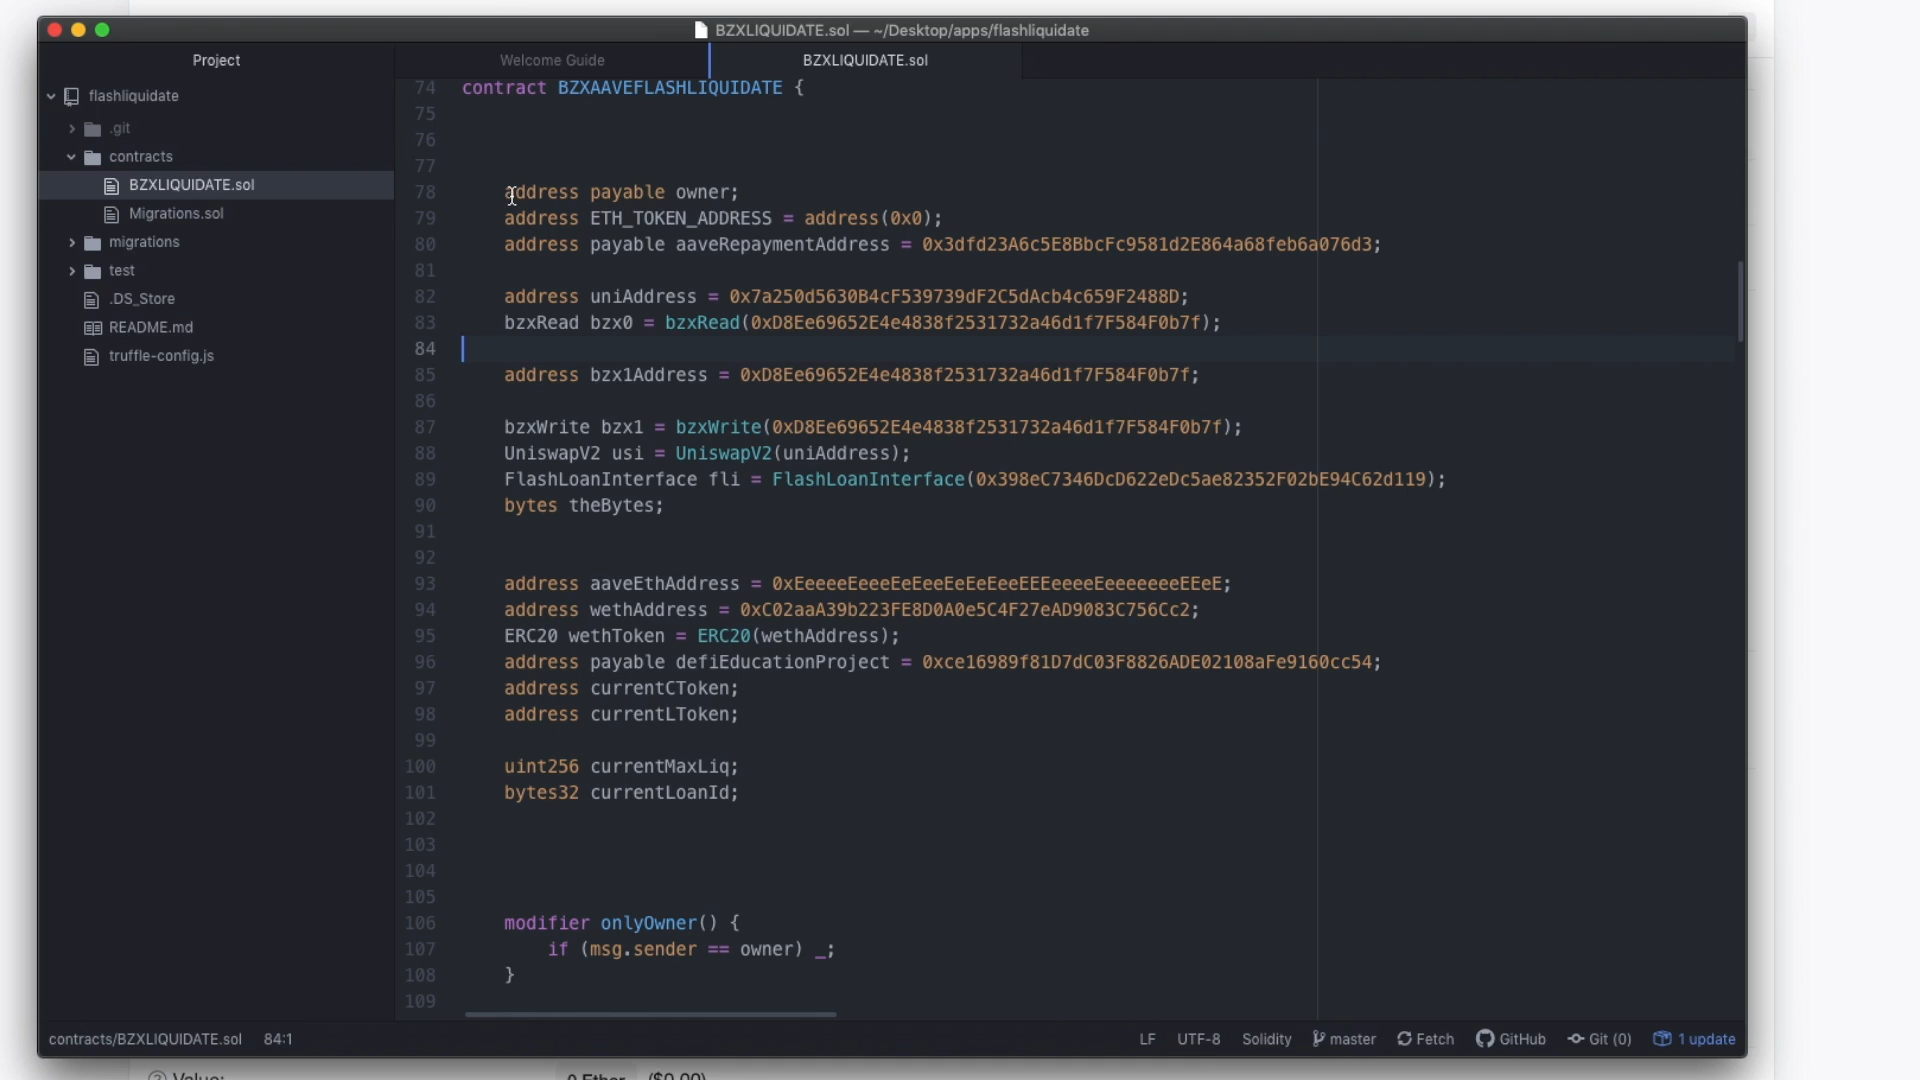 BZXLIQUIDATE.sol — ~/Desktop/apps/flashliquidate
Project
Welcome Guide
BZXLIQUIDATE.sol
flashliquidate
.git
contracts
BZXLIQUIDATE.sol
Migrations.sol
migrations
test
.DS_Store
README.md
truffle-config.js
74 contract BZXAAVEFLASHLIQUIDATE {
75
76
77
78 address payable owner;
79 address ETH_TOKEN_ADDRESS = address(0x0);
80 address payable aaveRepaymentAddress = 0x3dfd23A6c5E8BbcFc9581d2E864a68feb6a076d3;
81
82 address uniAddress = 0x7a250d5630B4cF539739dF2C5dAcb4c659F2488D;
83 bzxRead bzx0 = bzxRead(0xD8Ee69652E4e4838f2531732a46d1f7F584F0b7f);
84
85 address bzx1Address = 0xD8Ee69652E4e4838f2531732a46d1f7F584F0b7f;
86
87 bzxWrite bzx1 = bzxWrite(0xD8Ee69652E4e4838f2531732a46d1f7F584F0b7f);
88 UniswapV2 usi = UniswapV2(uniAddress);
89 FlashLoanInterface fli = FlashLoanInterface(0x398eC7346DcD622eDc5ae82352F02bE94C62d119);
90 bytes theBytes;
91
92
93 address aaveEthAddress = 0xEeeeeEeeeEeEeeEeEeEeeEEEeeeeEeeeeeeeEEeE;
94 address wethAddress = 0xC02aaA39b223FE8D0A0e5C4F27eAD9083C756Cc2;
95 ERC20 wethToken = ERC20(wethAddress);
96 address payable defiEducationProject = 0xce16989f81D7dC03F8826ADE02108aFe9160cc54;
97 address currentCToken;
98 address currentLToken;
99
100 uint256 currentMaxLiq;
101 bytes32 currentLoanId;
102
103
104
105
106 modifier onlyOwner() {
107 if (msg.sender == owner) _;
108 }
109
contracts/BZXLIQUIDATE.sol 84:1 LF UTF-8 Solidity master Fetch GitHub Git (0) 1 update
Value: 0 Ether ($0.00)